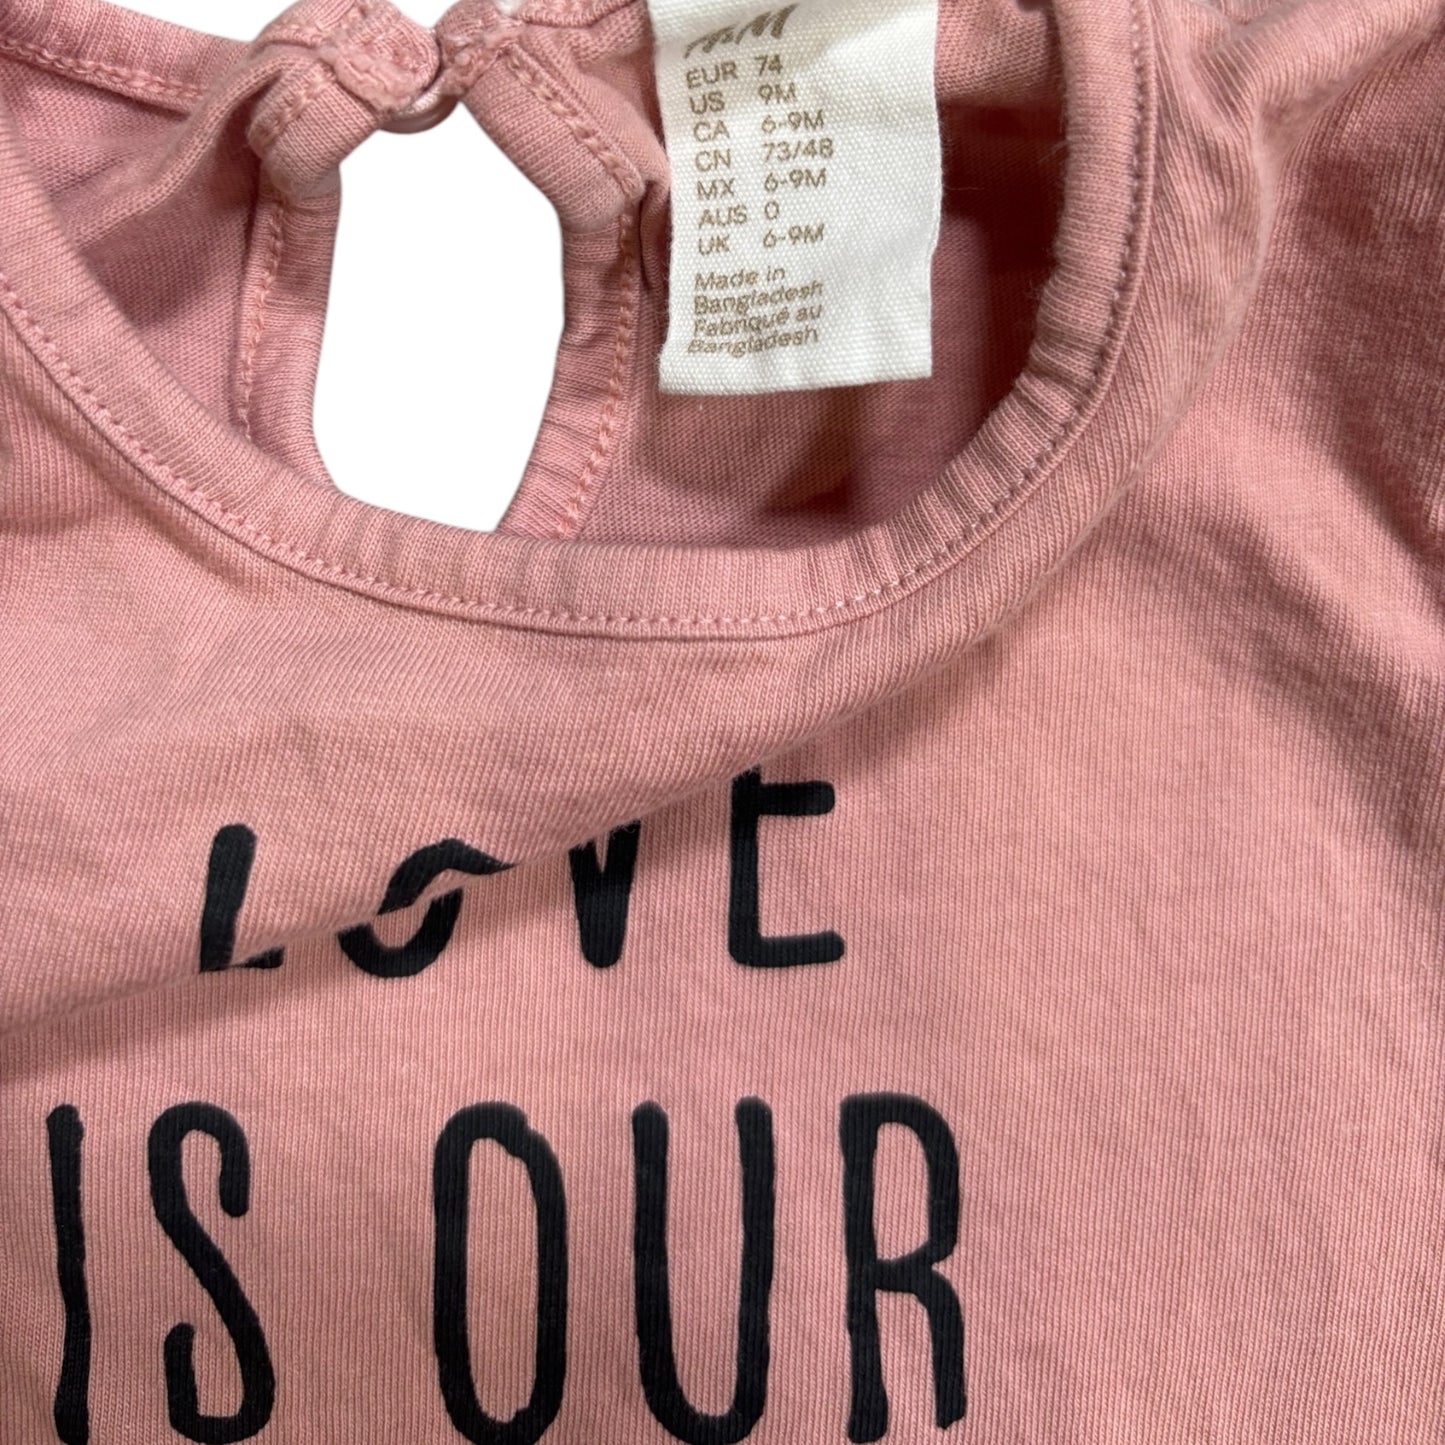 H&M
EUR 74
US 9M
CA 6-9M
CN 73/48
MX 6-9M
AUS 0
UK 6-9M
Made in
Bangladesh
Fabriqué au
Bangladesh
LOVE
IS OUR